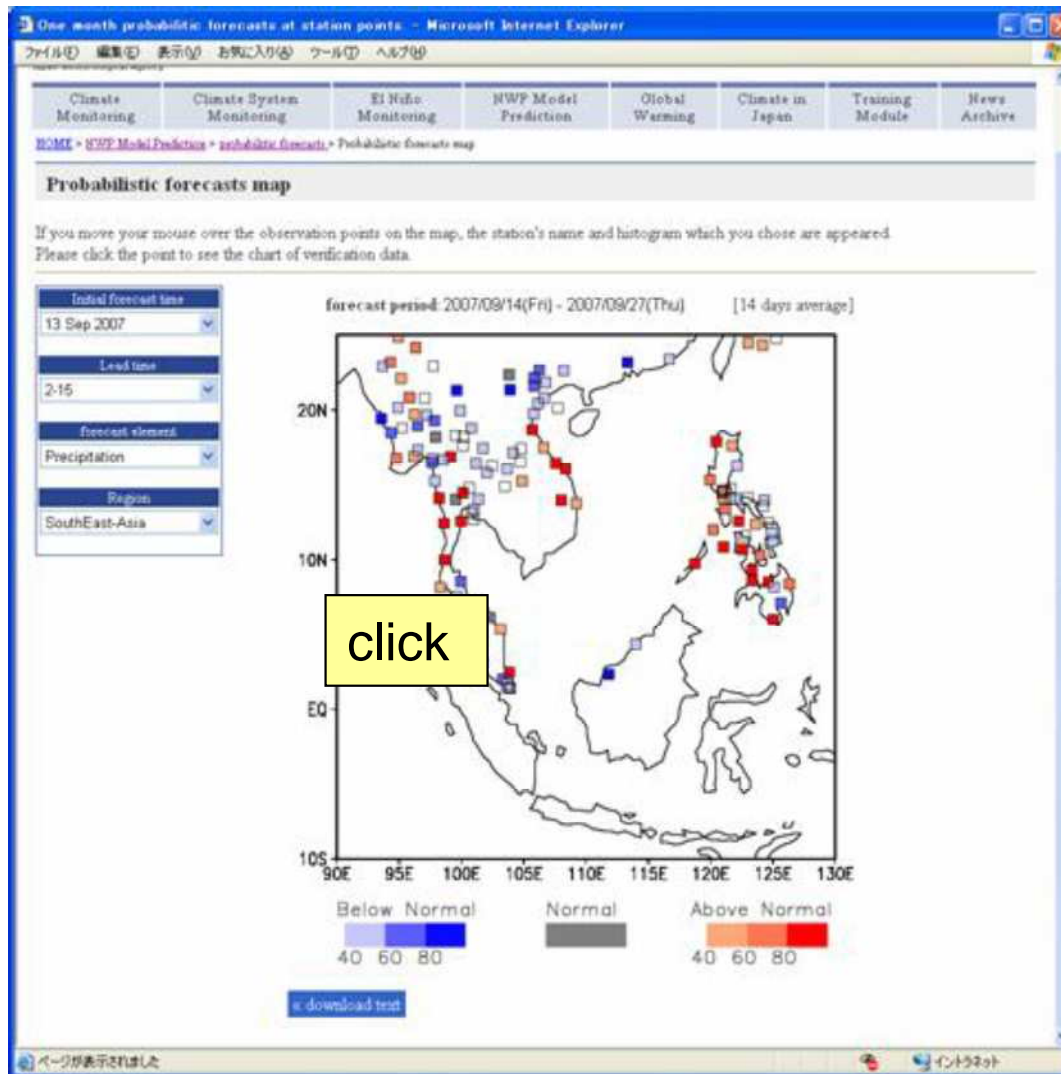 One month probabilitic forecasts at station points - Microsoft Internet Explorer
ファイル(F) 編集(E) 表示(V) お気に入り(A) ツール(T) ヘルプ(H)
Climate Monitoring
Climate System Monitoring
El Niño Monitoring
NWP Model Prediction
Global Warming
Climate in Japan
Training Module
News Archive
HOME > NWP Model Prediction > probabilitic forecasts > Probabilistic forecasts map
Probabilistic forecasts map
If you move your mouse over the observation points on the map, the station's name and histogram which you chose are appeared.
Please click the point to see the chart of verification data.
Initial forecast time
13 Sep 2007
Lead time
2-15
forecast element
Precipitation
Region
SouthEast-Asia
forecast period: 2007/09/14(Fri) - 2007/09/27(Thu) [14 days average]
20N
10N
EQ
10S
90E 95E 100E 105E 110E 115E 120E 125E 130E
click
Below Normal Normal Above Normal
40 60 80 40 60 80
« download text
ページが表示されました
イントラネット